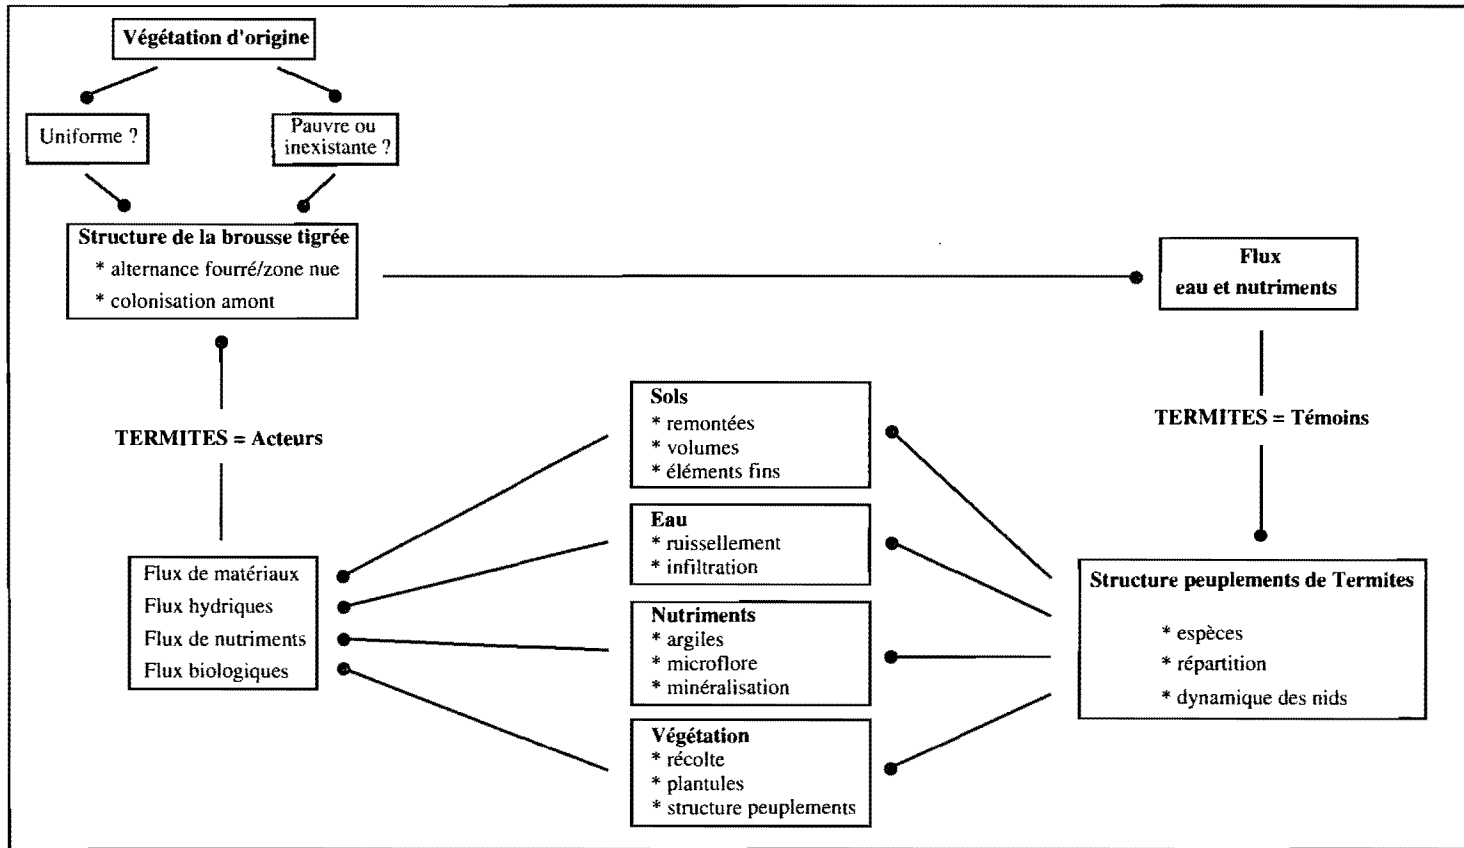 Végétation d'origine
Uniforme ?
Pauvre ou
inexistante ?
Structure de la brousse tigrée
* alternance fourré/zone nue
* colonisation amont
Flux
eau et nutriments
TERMITES = Acteurs
TERMITES = Témoins
Sols
* remontées
* volumes
* éléments fins
Eau
* ruissellement
* infiltration
Nutriments
* argiles
* microflore
* minéralisation
Végétation
* récolte
* plantules
* structure peuplements
Flux de matériaux
Flux hydriques
Flux de nutriments
Flux biologiques
Structure peuplements de Termites
* espèces
* répartition
* dynamique des nids